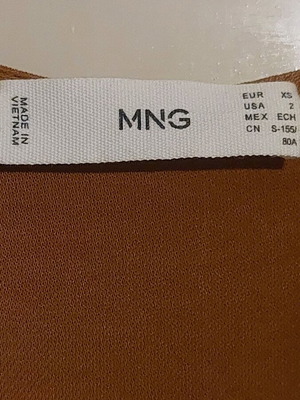 MADE IN
VIETNAM
MNG
EUR XS
USA 2
MEX ECH
CN S-155/
80A